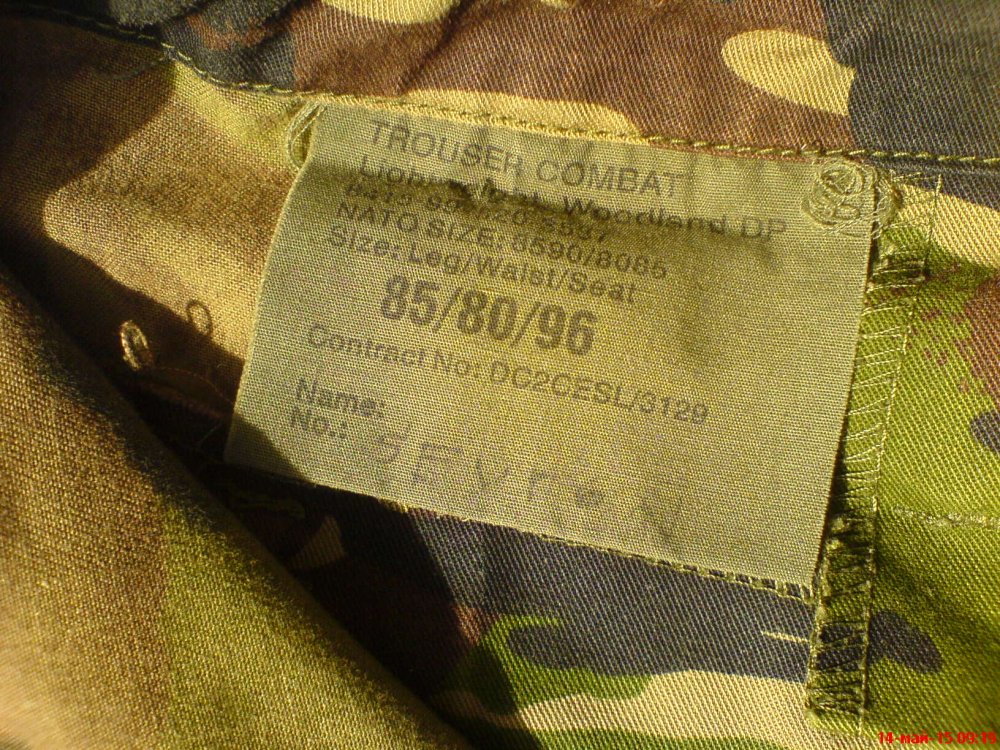 TROUSER COMBAT
Woodland DP
NATO SIZE: 8590/8085
Size: Leg/Waist/Seat
85/80/96
Contract No: DC2CESL/3129
Name:
No.:
14-май-15 09:19